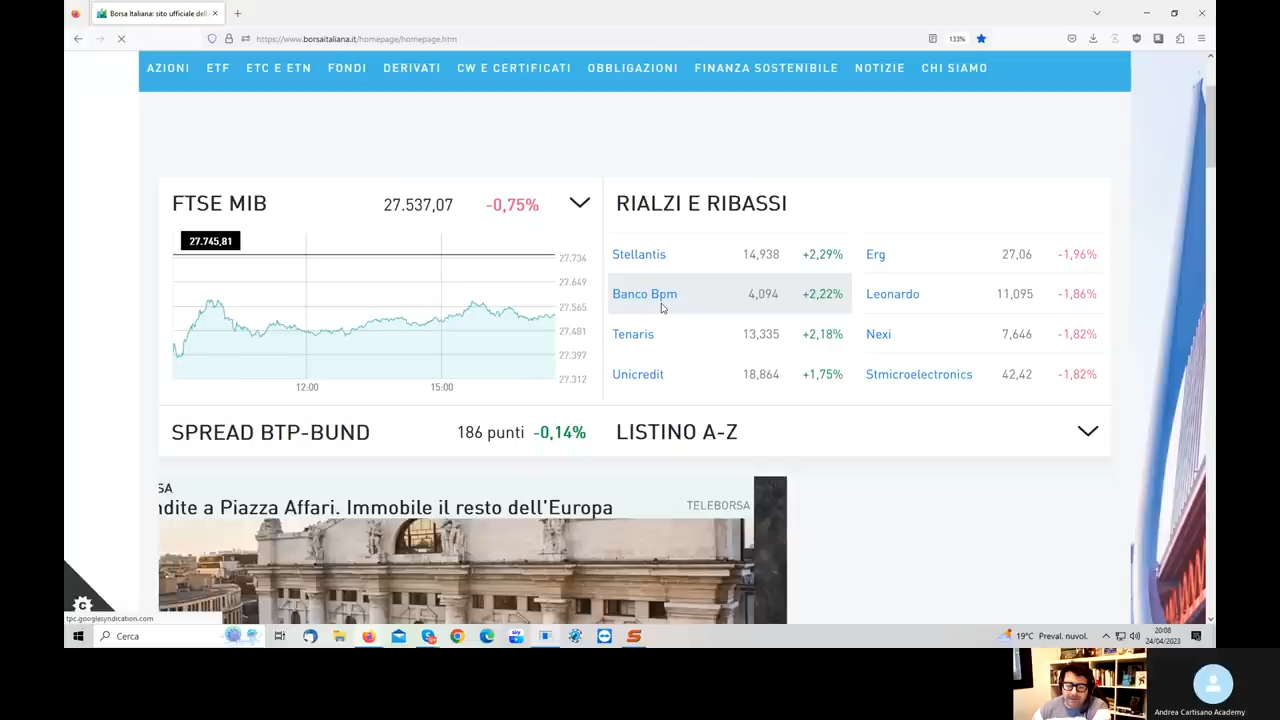 Borsa Italiana: sito ufficiale dell
https://www.borsaitaliana.it/homepage/homepage.htm
133%
AZIONI ETF ETC E ETN FONDI DERIVATI CW E CERTIFICATI OBBLIGAZIONI FINANZA SOSTENIBILE NOTIZIE CHI SIAMO
FTSE MIB 27.537,07 -0,75%
27.745,81
27.734
27.649
27.565
27.481
27.397
27.312
12:00 15:00
RIALZI E RIBASSI
Stellantis 14,938 +2,29% Erg 27,06 -1,96%
Banco Bpm 4,094 +2,22% Leonardo 11,095 -1,86%
Tenaris 13,335 +2,18% Nexi 7,646 -1,82%
Unicredit 18,864 +1,75% Stmicroelectronics 42,42 -1,82%
SPREAD BTP-BUND 186 punti -0,14% LISTINO A-Z
SA
ndite a Piazza Affari. Immobile il resto dell'Europa
TELEBORSA
tpc.googlesyndication.com
Cerca
sky
19°C Preval. nuvol.
20:08
24/04/2023
Andrea Cartisano Academy